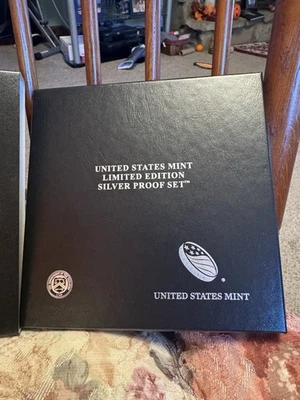 UNITED STATES MINT
LIMITED EDITION
SILVER PROOF SET™
UNITED STATES MINT